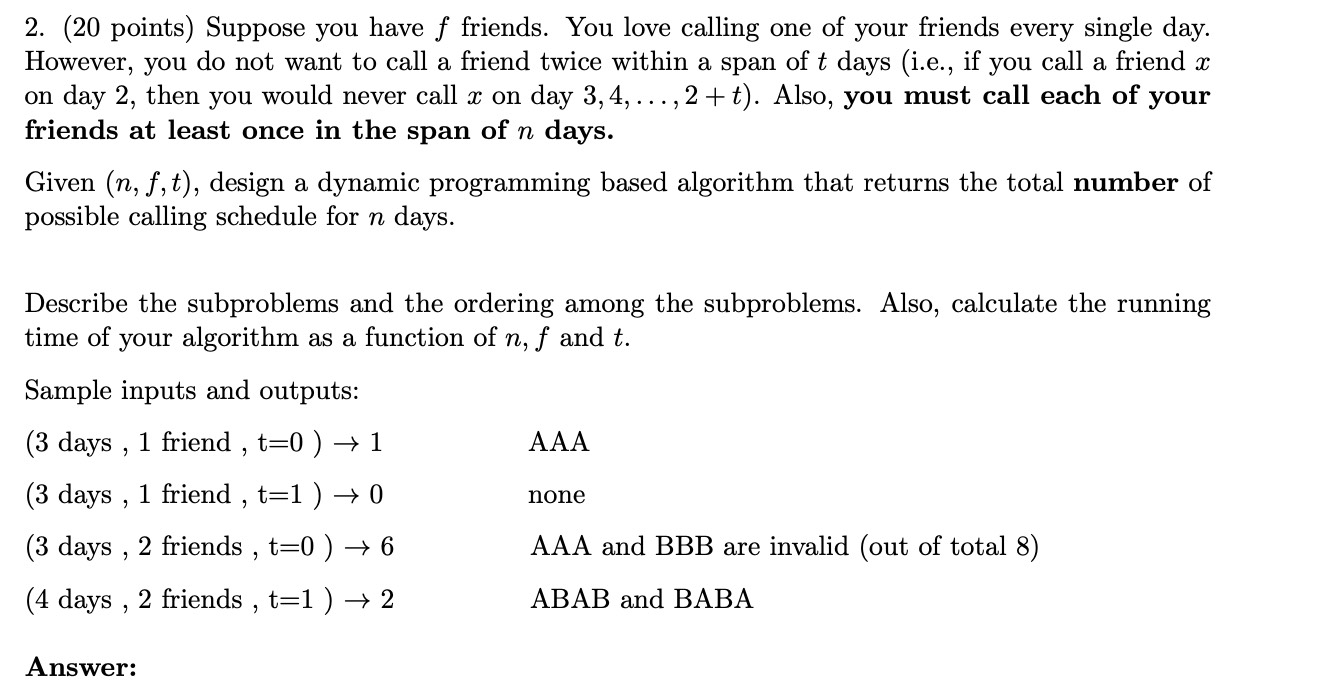 2. (20 points) Suppose you have f friends. You love calling one of your friends every single day.
However, you do not want to call a friend twice within a span of t days (i.e., if you call a friend x
on day 2, then you would never call x on day 3, 4, . . . , 2 + t). Also, you must call each of your
friends at least once in the span of n days.
Given (n, f, t), design a dynamic programming based algorithm that returns the total number of
possible calling schedule for n days.
Describe the subproblems and the ordering among the subproblems. Also, calculate the running
time of your algorithm as a function of n, f and t.
Sample inputs and outputs:
(3 days , 1 friend , t=0 ) → 1 AAA
(3 days , 1 friend , t=1 ) → 0 none
(3 days , 2 friends , t=0 ) → 6 AAA and BBB are invalid (out of total 8)
(4 days , 2 friends , t=1 ) → 2 ABAB and BABA
Answer: